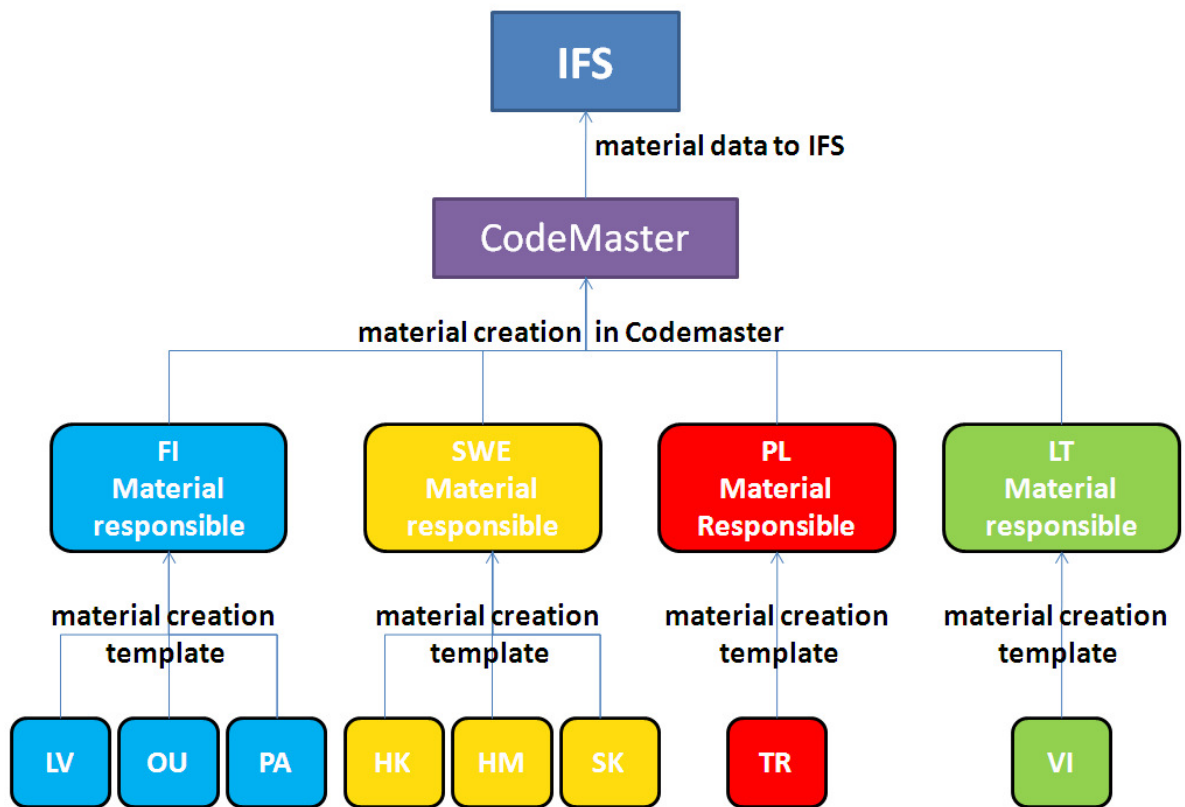 IFS
material data to IFS
CodeMaster
material creation in Codemaster
FI
Material
responsible
SWE
Material
responsible
PL
Material
Responsible
LT
Material
responsible
material creation
template
material creation
template
material creation
template
material creation
template
LV
OU
PA
HK
HM
SK
TR
VI